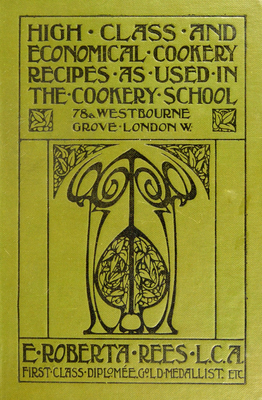 HIGH·CLASS·AND
ECONOMICAL·COOKERY
RECIPES·AS·USED·IN
THE·COOKERY·SCHOOL
78a WESTBOURNE
GROVE·LONDON W.
E·ROBERTA·REES·L.C.A.
FIRST·CLASS·DIPLOMÉE, GOLD·MEDALLIST, ETC